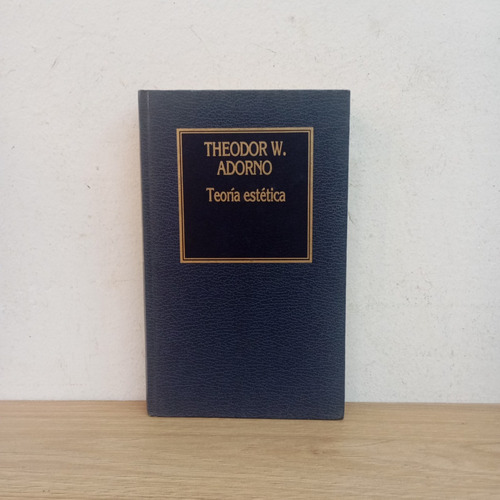 THEODOR W.
ADORNO
Teoría estética